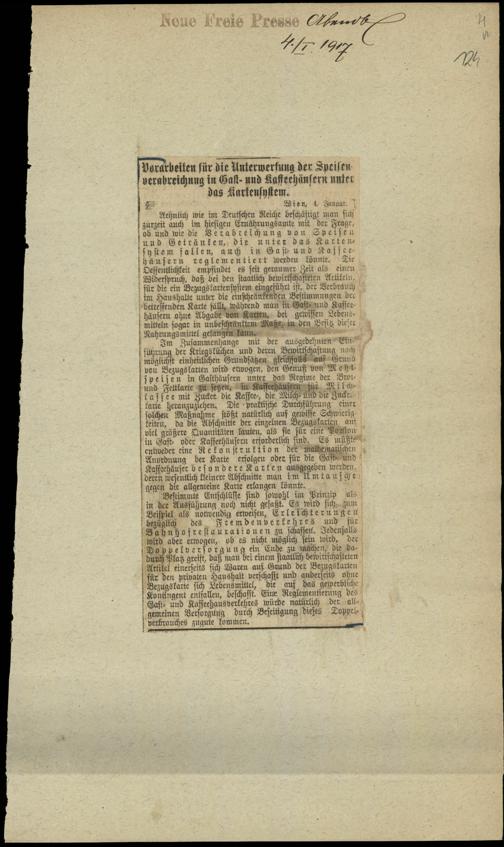 Neue Freie Presse Abendbl
4./I. 1917
124
Vorarbeiten für die Unterwerfung der Speisen-
verabreichung in Gast- und Kaffeehäusern unter
das Kartensystem.
Wien, 4. Januar.
Aehnlich wie im Deutschen Reiche beschäftigt man sich
zurzeit auch im hiesigen Ernährungsamte mit der Frage,
ob und wie die Verabreichung von Speisen
und Getränken, die unter das Karten-
system fallen, auch in Gast- und Kaffee-
häusern reglementiert werden könnte. Die
Oeffentlichkeit empfindet es seit geraumer Zeit als einen
Widerspruch, daß bei den staatlich bewirtschafteten Artikeln,
für die ein Bezugskartensystem eingeführt ist, der Verbrauch
im Haushalte unter die einschränkenden Bestimmungen der
betreffenden Karte fällt, während man in Gast- und Kaffee-
häusern ohne Abgabe von Karten, bei gewissen Lebens-
mitteln sogar in unbeschränktem Maße, in den Besitz dieser
Nahrungsmittel gelangen kann.
Im Zusammenhange mit der ausgedehnten Ein-
führung der Kriegsküchen und deren Bewirtschaftung nach
möglichst einheitlichen Grundsätzen gleichfalls auf Grund
von Bezugskarten wird erwogen, den Genuß von Mehl-
speisen in Gasthäusern unter das Regime der Brot-
und Fettkarte zu setzen, in Kaffeehäusern für Milch-
kaffee mit Zucker die Kaffee-, die Milch- und die Zucker-
karte heranzuziehen. Die praktische Durchführung einer
solchen Maßnahme stößt natürlich auf gewisse Schwierig-
keiten, da die Abschnitte der einzelnen Bezugskarten auf
viel größere Quantitäten lauten, als sie für eine Portion
in Gast- oder Kaffeehäusern erforderlich sind. Es müßte
entweder eine Rekonstruktion der mathematischen
Anordnung der Karte erfolgen oder für die Gast- und
Kaffeehäuser besondere Karten ausgegeben werden,
deren wesentlich kleinere Abschnitte man im Umtausche
gegen die allgemeine Karte erlangen könnte.
Bestimmte Entschlüsse sind sowohl im Prinzip als
in der Ausführung noch nicht gefaßt. Es wird sich zum
Beispiel als notwendig erweisen, Erleichterungen
bezüglich des Fremdenverkehres und für
Bahnhofrestaurationen zu schaffen. Jedenfalls
wird aber erwogen, ob es nicht möglich sein wird, der
Doppelversorgung ein Ende zu machen, die da-
durch Platz greift, daß man bei einem staatlich bewirtschafteten
Artikel einerseits sich Waren auf Grund der Bezugskarten
für den privaten Haushalt verschafft und anderseits ohne
Bezugskarte sich Lebensmittel, die auf das gewerbliche
Kontingent entfallen, beschafft. Eine Reglementierung des
Gast- und Kaffeehausverkehres würde natürlich der all-
gemeinen Versorgung durch Beseitigung dieses Doppel-
verbrauches zugute kommen.